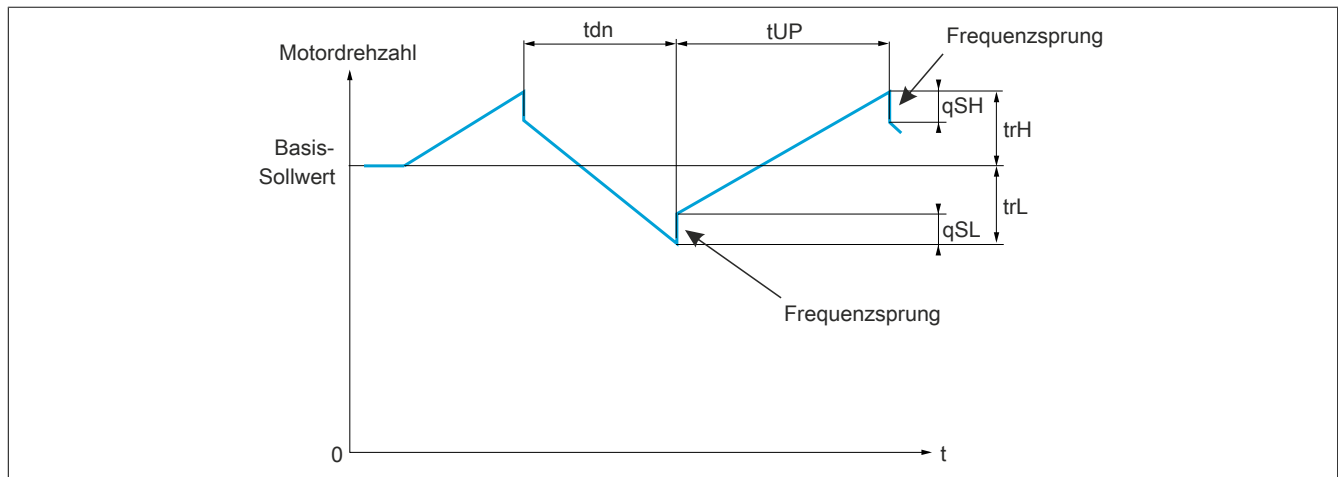 tdn
tUP
Frequenzsprung
Motordrehzahl
qSH
trH
Basis-
Sollwert
trL
qSL
Frequenzsprung
0
t